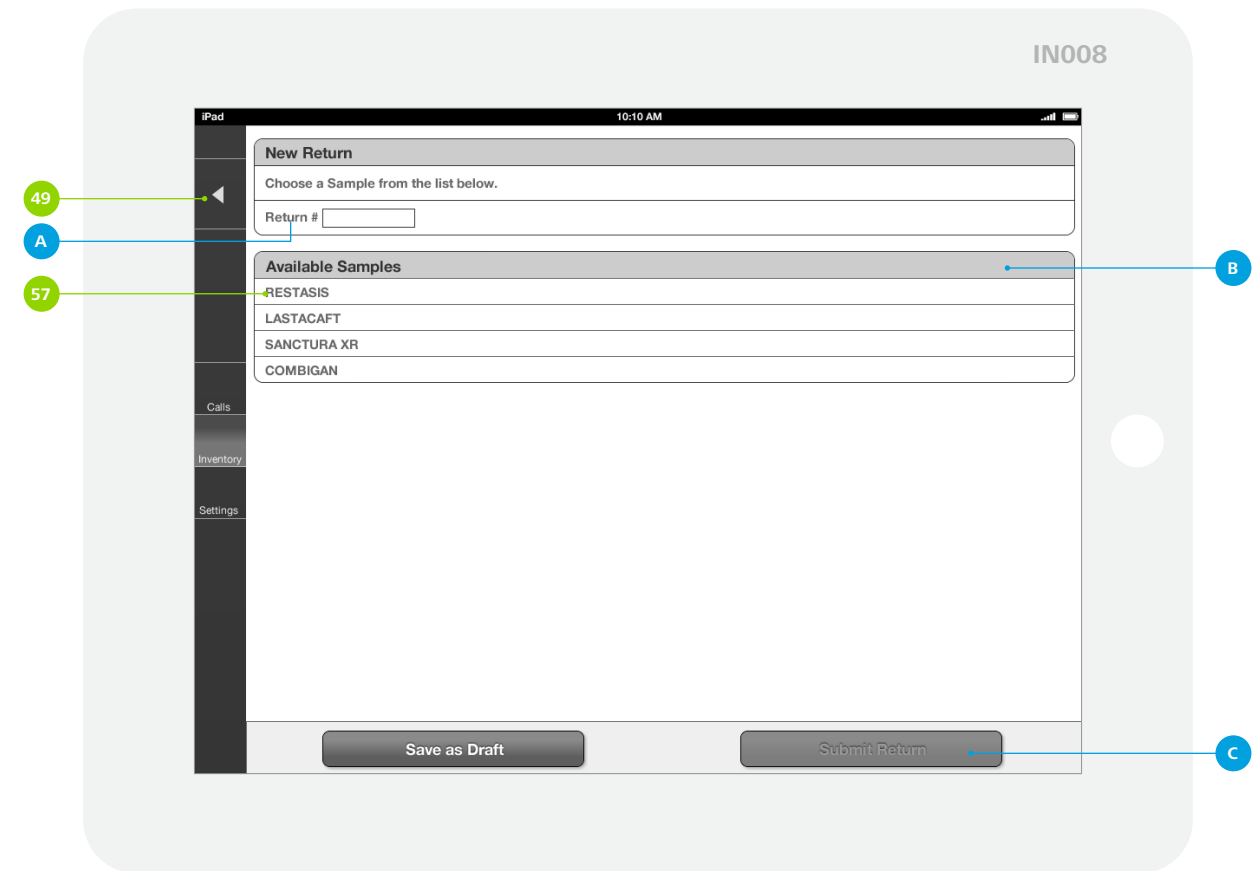 IN008
iPad 10:10 AM
New Return
Choose a Sample from the list below.
49
Return #
A
Available Samples
B
RESTASIS
57
LASTACAFT
SANCTURA XR
COMBIGAN
Calls
Inventory
Settings
Save as Draft
Submit Return
C